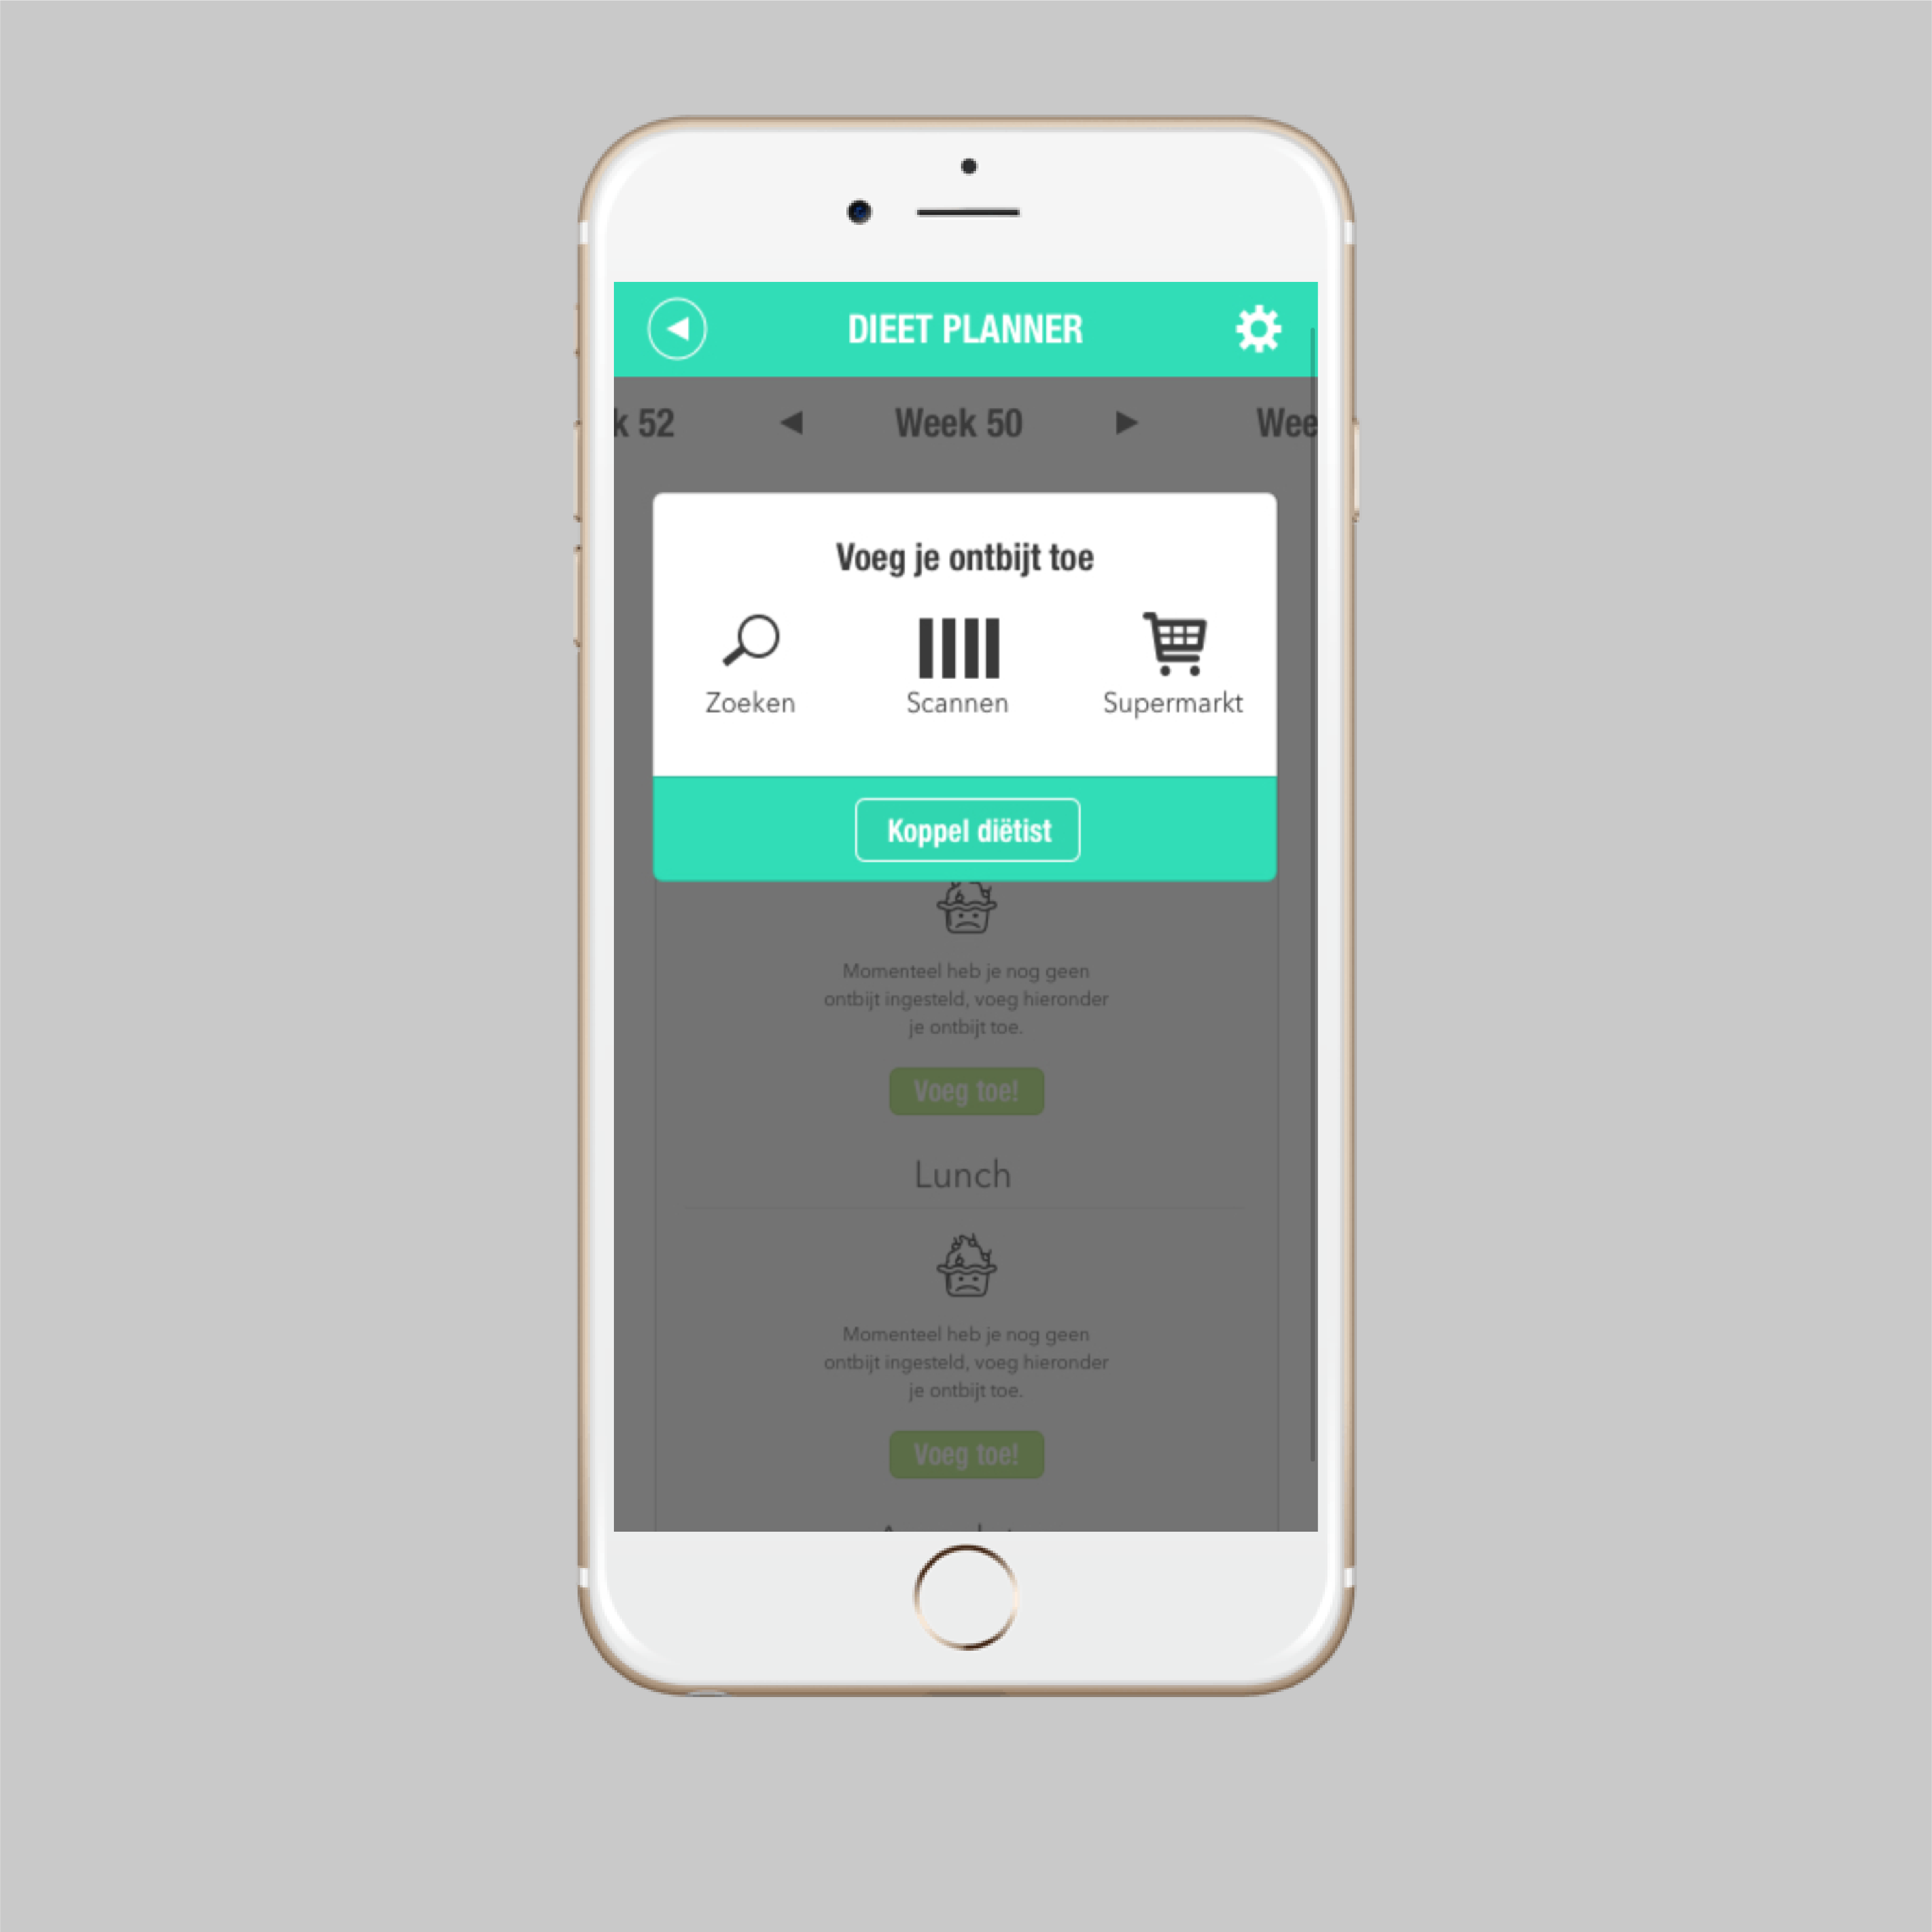 DIEET PLANNER
k 52 Week 50 Wee
Voeg je ontbijt toe
Zoeken Scannen Supermarkt
Koppel diëtist
Momenteel heb je nog geen
ontbijt ingesteld, voeg hieronder
je ontbijt toe.
Voeg toe!
Lunch
Momenteel heb je nog geen
ontbijt ingesteld, voeg hieronder
je ontbijt toe.
Voeg toe!